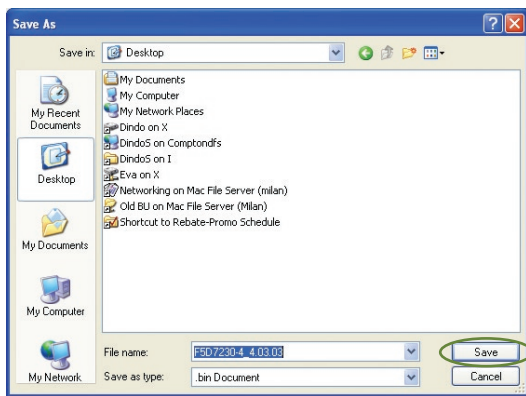 Save As
Save in:
Desktop
My Recent
Documents
Desktop
My Documents
My Computer
My Network
My Documents
My Computer
My Network Places
Dindo on X
DindoS on Comptondfs
DindoS on I
Eva on X
Networking on Mac File Server (milan)
Old BU on Mac File Server (Milan)
Shortcut to Rebate-Promo Schedule
File name:
F5D7230-4_4.03.03
Save
Save as type:
.bin Document
Cancel